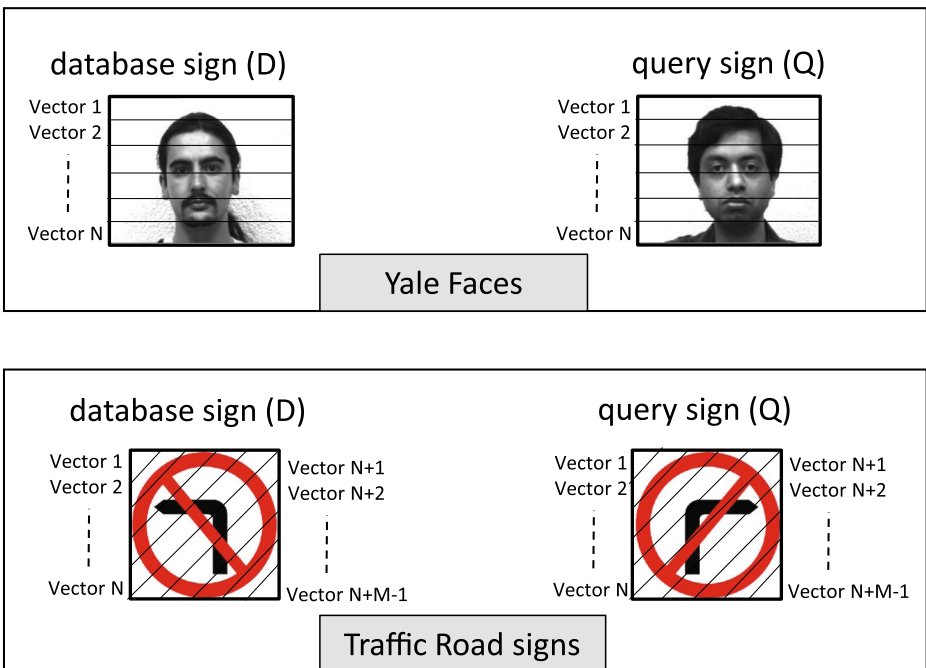 database sign (D)
query sign (Q)
Vector 1
Vector 2
Vector N
Vector 1
Vector 2
Vector N
Yale Faces
database sign (D)
query sign (Q)
Vector 1
Vector 2
Vector N
Vector N+1
Vector N+2
Vector N+M-1
Vector 1
Vector 2
Vector N
Vector N+1
Vector N+2
Vector N+M-1
Traffic Road signs